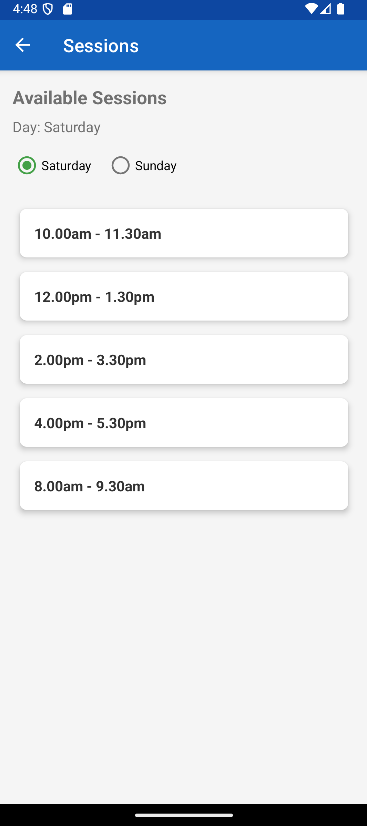 4:48
Sessions
Available Sessions
Day: Saturday
Saturday
Sunday
10.00am - 11.30am
12.00pm - 1.30pm
2.00pm - 3.30pm
4.00pm - 5.30pm
8.00am - 9.30am